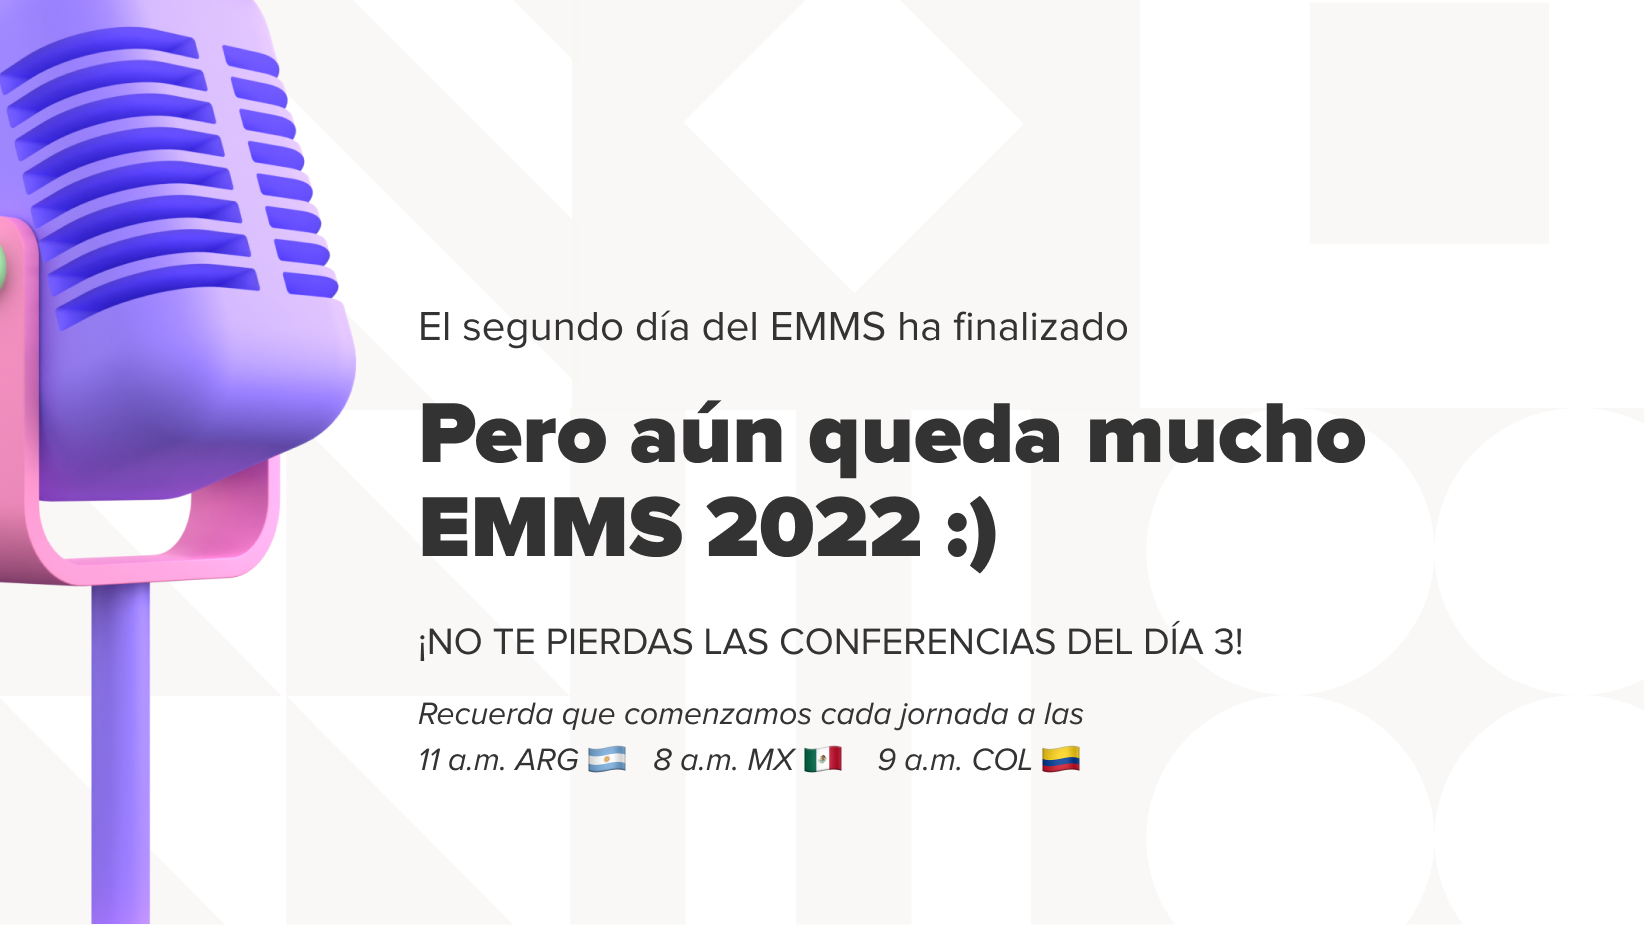 El segundo día del EMMS ha finalizado
Pero aún queda mucho
EMMS 2022 :)
¡NO TE PIERDAS LAS CONFERENCIAS DEL DÍA 3!
Recuerda que comenzamos cada jornada a las
11 a.m. ARG 🇦🇷 8 a.m. MX 🇲🇽 9 a.m. COL 🇨🇴